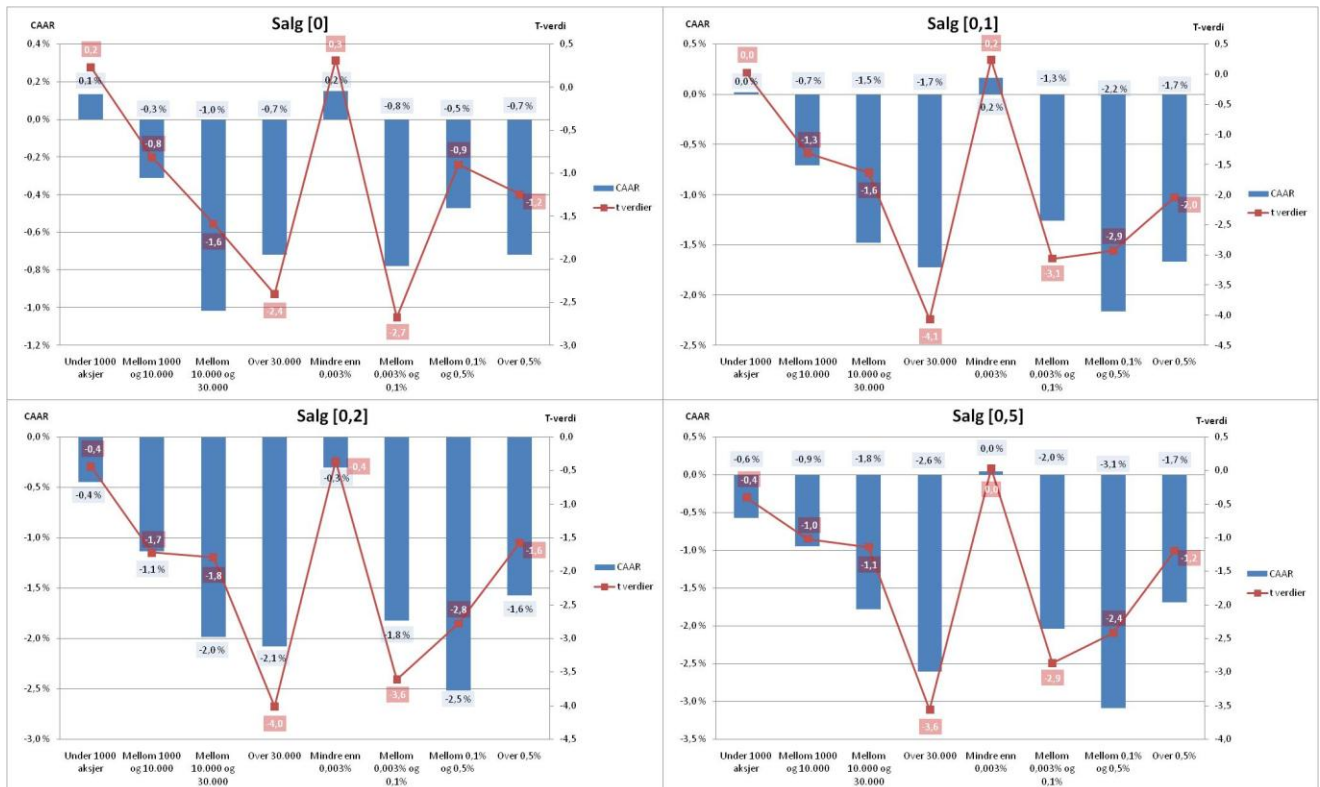 Salg [0]
CAAR
T-verdi
0,4 %
0,2 %
0,0 %
-0,2 %
-0,4 %
-0,6 %
-0,8 %
-1,0 %
-1,2 %
0,2
0,3
0,1 %
-0,3 %
-1,0 %
-0,7 %
0,2 %
-0,8 %
-0,5 %
-0,7 %
-0,8
-1,6
-2,4
-2,7
-0,9
-1,2
0,5
0,0
-0,5
-1,0
-1,5
-2,0
-2,5
-3,0
CAAR
t verdier
Under 1000 aksjer
Mellom 1000 og 10.000
Mellom 10.000 og 30.000
Over 30.000
Mindre enn 0,003%
Mellom 0,003% og 0,1%
Mellom 0,1% og 0,5%
Over 0,5%
Salg [0,1]
CAAR
T-verdi
0,5 %
0,0 %
-0,5 %
-1,0 %
-1,5 %
-2,0 %
-2,5 %
0,0
0,2
0,0 %
-0,7 %
-1,5 %
-1,7 %
0,2 %
-1,3 %
-2,2 %
-1,7 %
-1,3
-1,6
-4,1
-3,1
-2,9
-2,0
0,5
0,0
-0,5
-1,0
-1,5
-2,0
-2,5
-3,0
-3,5
-4,0
-4,5
CAAR
t verdier
Under 1000 aksjer
Mellom 1000 og 10.000
Mellom 10.000 og 30.000
Over 30.000
Mindre enn 0,003%
Mellom 0,003% og 0,1%
Mellom 0,1% og 0,5%
Over 0,5%
Salg [0,2]
CAAR
T-verdi
0,0 %
-0,5 %
-1,0 %
-1,5 %
-2,0 %
-2,5 %
-3,0 %
-0,4
-0,4 %
-1,7
-1,1 %
-1,8
-2,0 %
-2,1 %
-4,0
-0,3 %
-0,4
-1,8 %
-3,6
-2,8
-2,5 %
-1,6
-1,6 %
0,0
-0,5
-1,0
-1,5
-2,0
-2,5
-3,0
-3,5
-4,0
-4,5
CAAR
t verdier
Under 1000 aksjer
Mellom 1000 og 10.000
Mellom 10.000 og 30.000
Over 30.000
Mindre enn 0,003%
Mellom 0,003% og 0,1%
Mellom 0,1% og 0,5%
Over 0,5%
Salg [0,5]
CAAR
T-verdi
0,5 %
0,0 %
-0,5 %
-1,0 %
-1,5 %
-2,0 %
-2,5 %
-3,0 %
-3,5 %
-0,6 %
-0,9 %
-1,8 %
-2,6 %
0,0 %
-2,0 %
-3,1 %
-1,7 %
-0,4
-1,0
-1,1
-3,6
0,0
-2,9
-2,4
-1,2
0,5
0,0
-0,5
-1,0
-1,5
-2,0
-2,5
-3,0
-3,5
-4,0
CAAR
t verdier
Under 1000 aksjer
Mellom 1000 og 10.000
Mellom 10.000 og 30.000
Over 30.000
Mindre enn 0,003%
Mellom 0,003% og 0,1%
Mellom 0,1% og 0,5%
Over 0,5%